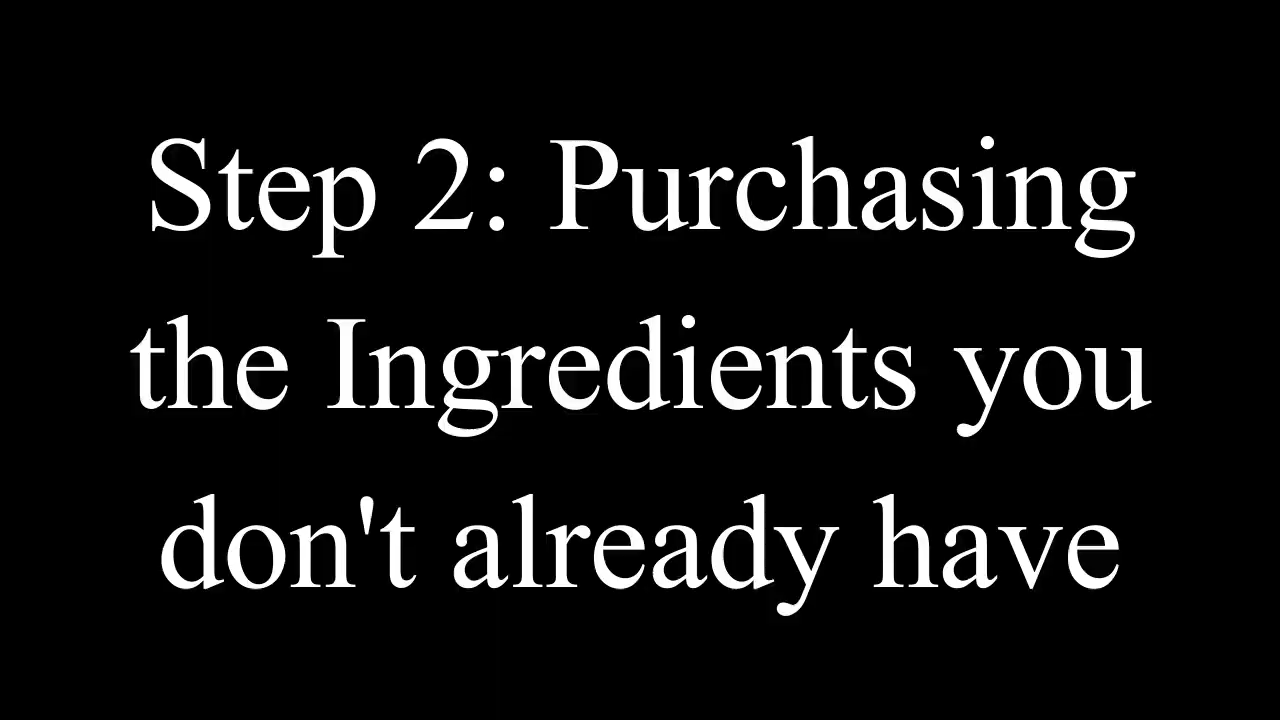 Step 2: Purchasing
the Ingredients you
don't already have